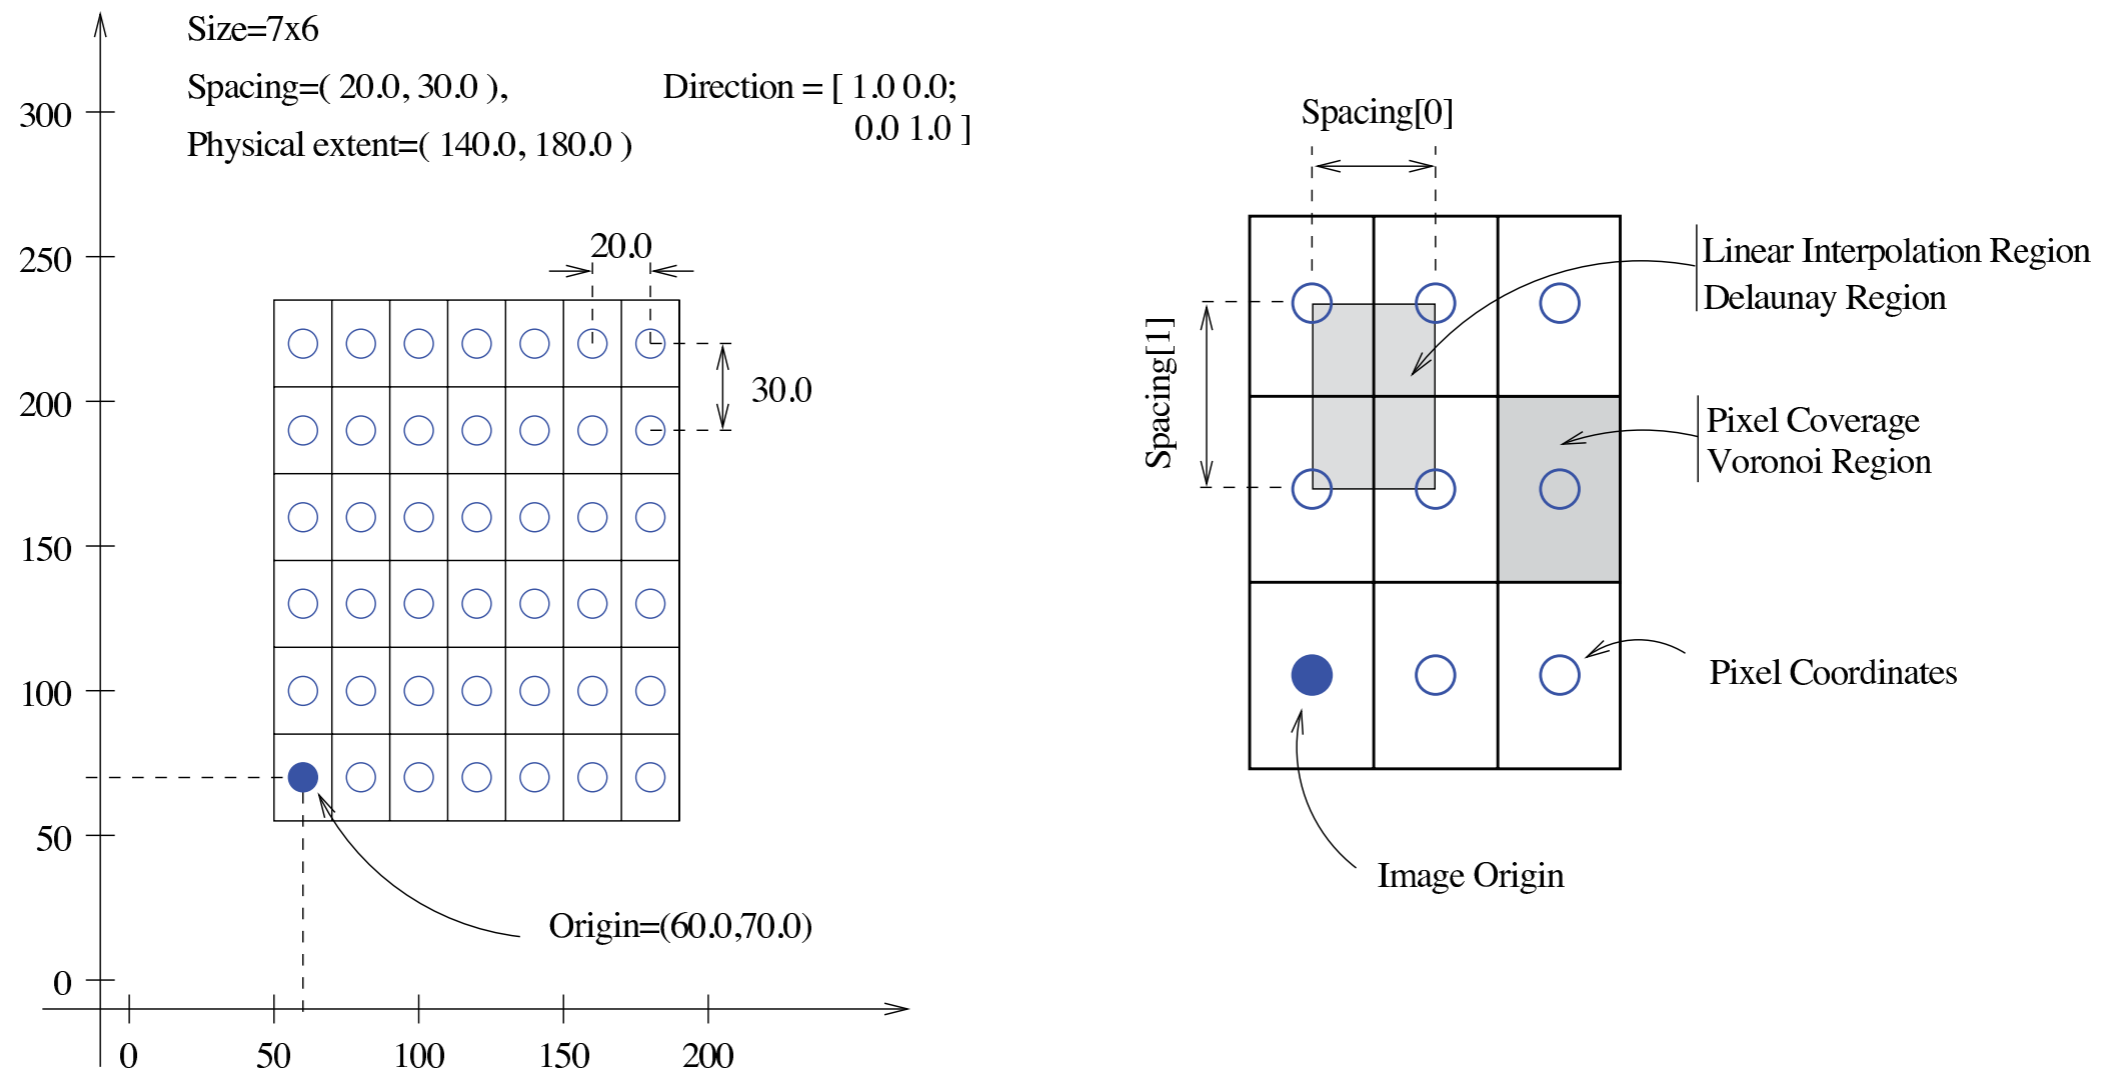 Size=7x6
Spacing=( 20.0, 30.0 ),
Physical extent=( 140.0, 180.0 )
Direction = [ 1.0 0.0;
0.0 1.0 ]
300
250
200
150
100
50
0
0 50 100 150 200
20.0
30.0
Origin=(60.0,70.0)
Spacing[0]
Spacing[1]
Linear Interpolation Region
Delaunay Region
Pixel Coverage
Voronoi Region
Pixel Coordinates
Image Origin